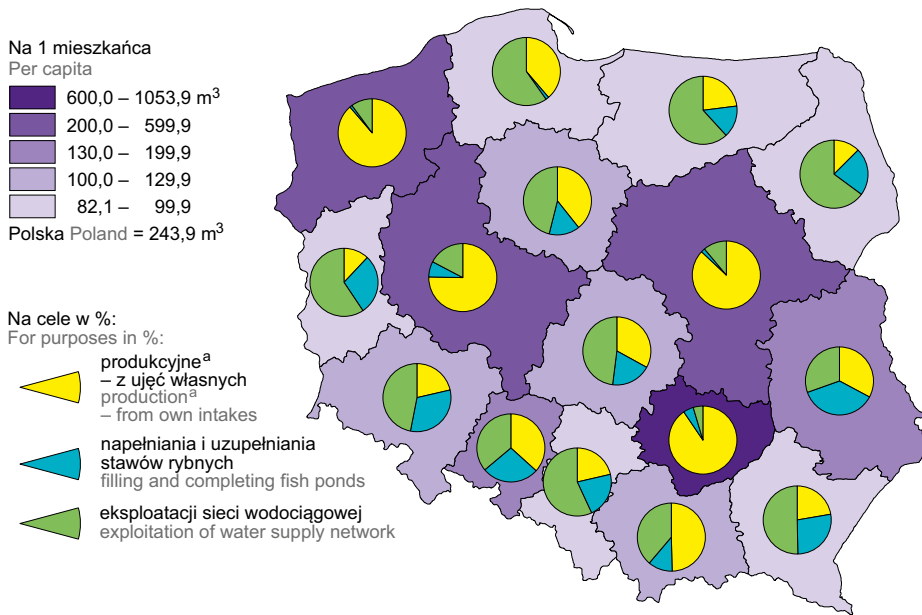 Na 1 mieszkańca
Per capita
600,0 – 1053,9 m³
200,0 – 599,9
130,0 – 199,9
100,0 – 129,9
82,1 – 99,9
Polska Poland = 243,9 m³
Na cele w %:
For purposes in %:
produkcyjneᵃ
– z ujęć własnych
productionᵃ
– from own intakes
napełniania i uzupełniania
stawów rybnych
filling and completing fish ponds
eksploatacji sieci wodociągowej
exploitation of water supply network